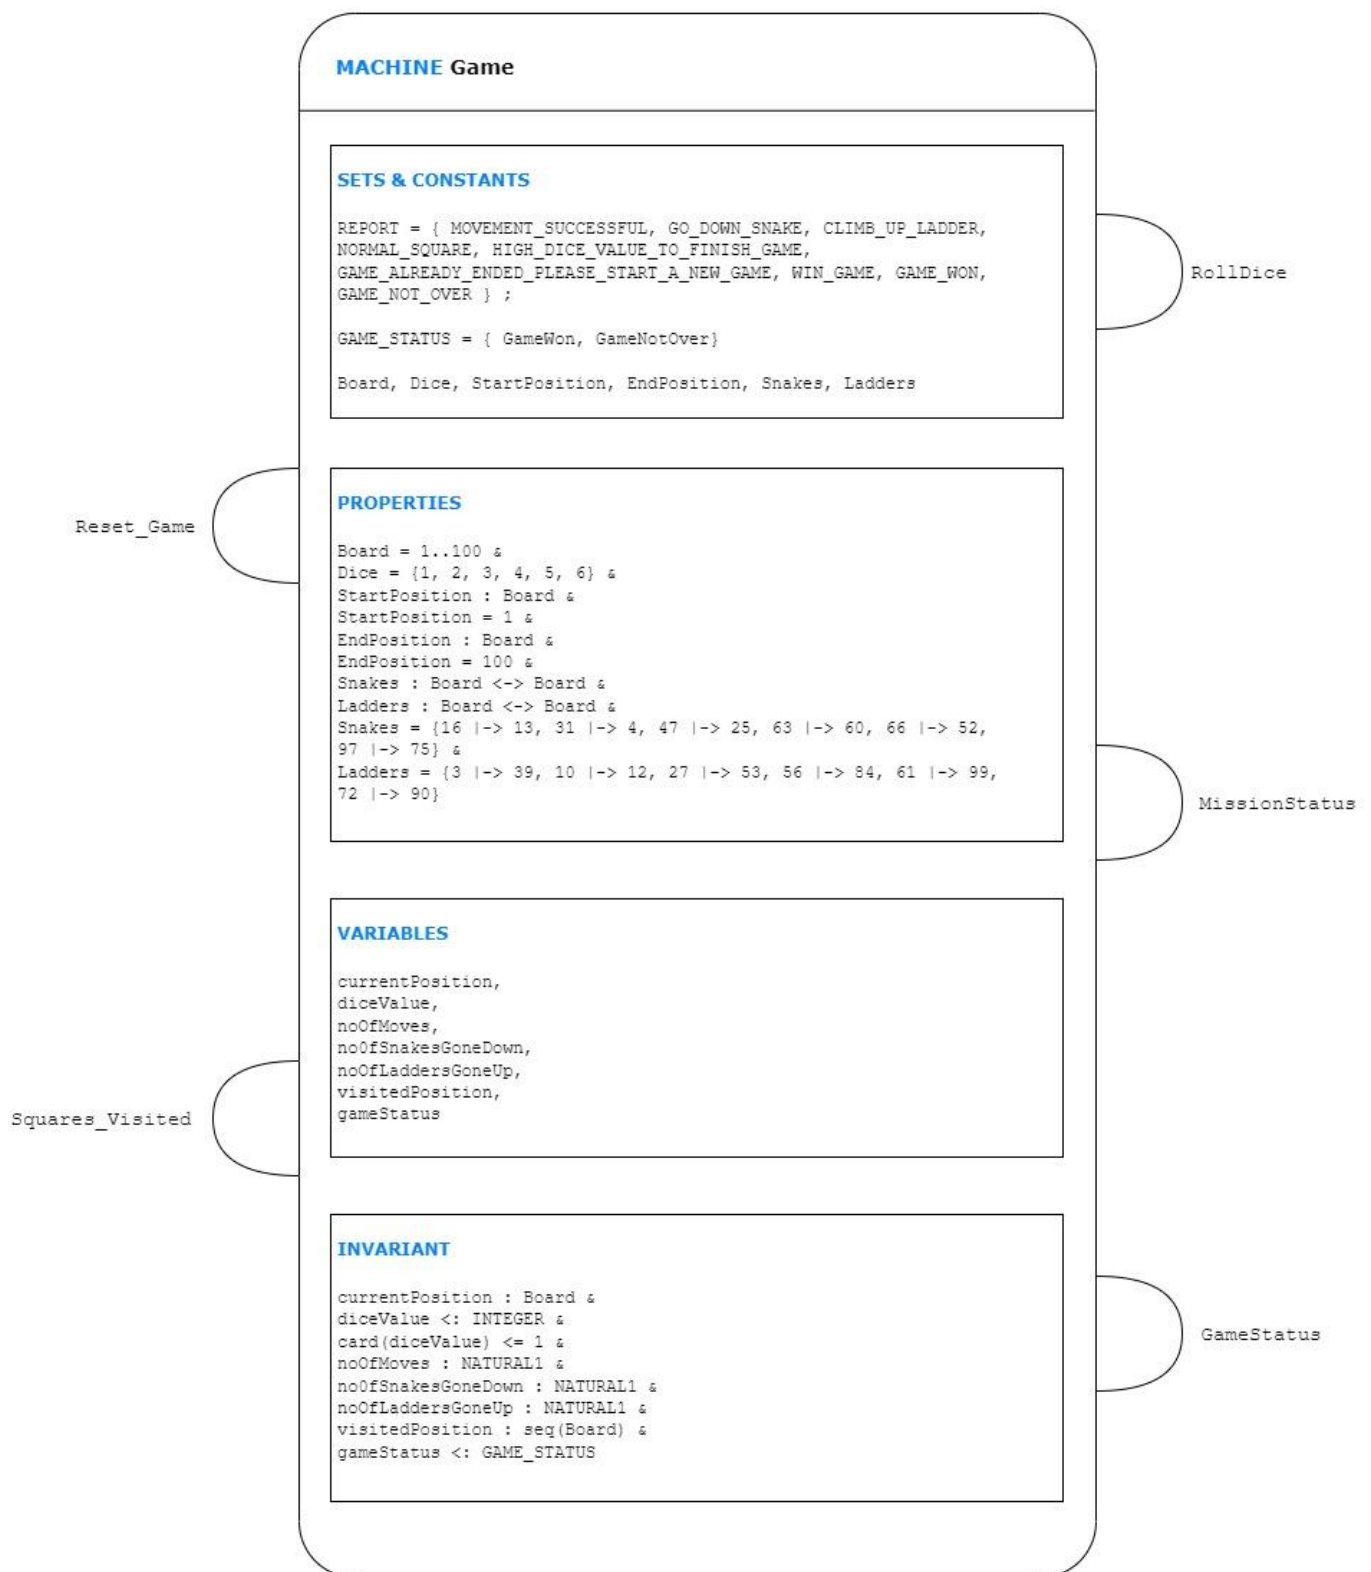 MACHINE Game
SETS & CONSTANTS
REPORT = { MOVEMENT_SUCCESSFUL, GO_DOWN_SNAKE, CLIMB_UP_LADDER,
NORMAL_SQUARE, HIGH_DICE_VALUE_TO_FINISH_GAME,
GAME_ALREADY_ENDED_PLEASE_START_A_NEW_GAME, WIN_GAME, GAME_WON,
GAME_NOT_OVER } ;
GAME_STATUS = { GameWon, GameNotOver}
Board, Dice, StartPosition, EndPosition, Snakes, Ladders
RollDice
Reset_Game
PROPERTIES
Board = 1..100 &
Dice = {1, 2, 3, 4, 5, 6} &
StartPosition : Board &
StartPosition = 1 &
EndPosition : Board &
EndPosition = 100 &
Snakes : Board <-> Board &
Ladders : Board <-> Board &
Snakes = {16 |-> 13, 31 |-> 4, 47 |-> 25, 63 |-> 60, 66 |-> 52,
97 |-> 75} &
Ladders = {3 |-> 39, 10 |-> 12, 27 |-> 53, 56 |-> 84, 61 |-> 99,
72 |-> 90}
MissionStatus
VARIABLES
currentPosition,
diceValue,
noOfMoves,
no0fSnakesGoneDown,
noOfLaddersGoneUp,
visitedPosition,
gameStatus
Squares_Visited
INVARIANT
currentPosition : Board &
diceValue <: INTEGER &
card(diceValue) <= 1 &
noOfMoves : NATURAL1 &
no0fSnakesGoneDown : NATURAL1 &
noOfLaddersGoneUp : NATURAL1 &
visitedPosition : seq(Board) &
gameStatus <: GAME_STATUS
GameStatus